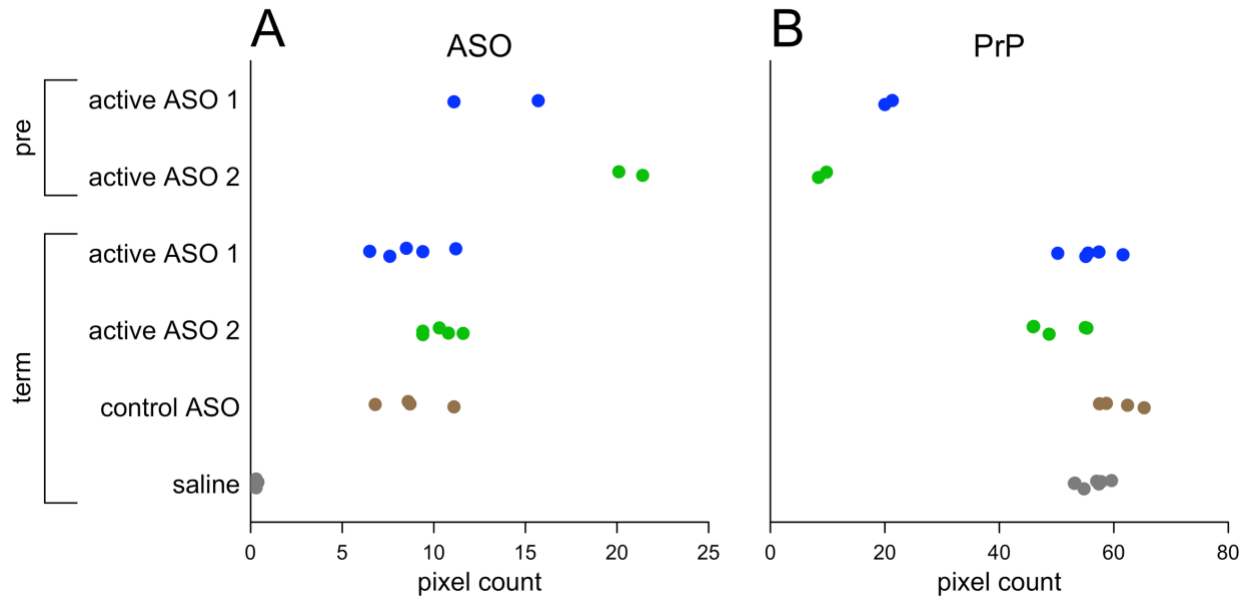 A
B
ASO
PrP
pre
active ASO 1
active ASO 2
term
active ASO 1
active ASO 2
control ASO
saline
0 5 10 15 20 25
pixel count
0 20 40 60 80
pixel count